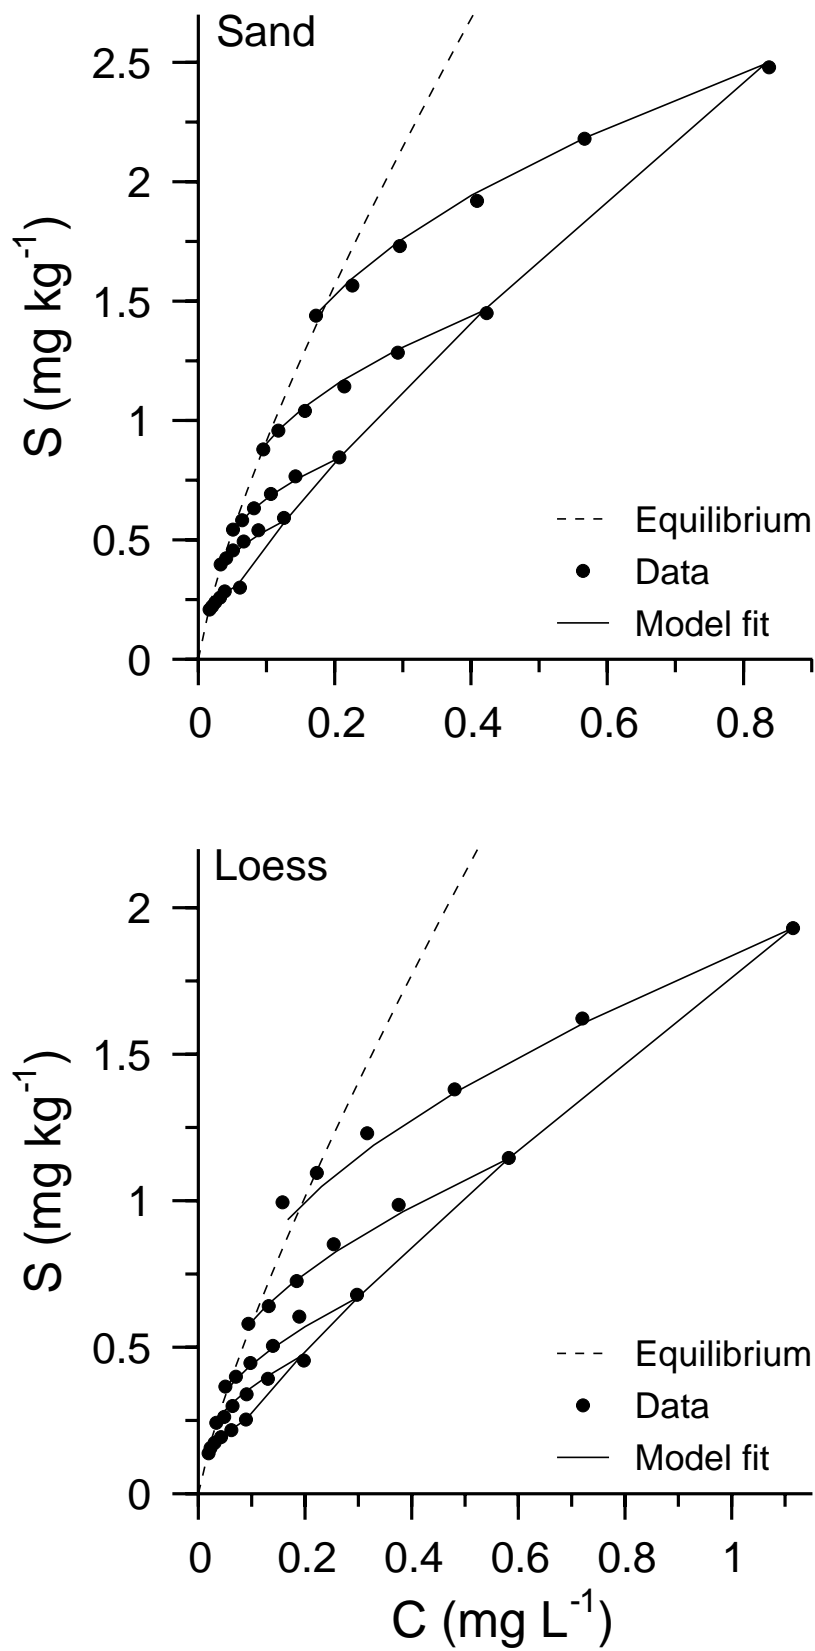 Sand
2.5
2
1.5
1
0.5
0
S (mg kg⁻¹)
Equilibrium
Data
Model fit
0 0.2 0.4 0.6 0.8
Loess
2
1.5
1
0.5
0
S (mg kg⁻¹)
Equilibrium
Data
Model fit
0 0.2 0.4 0.6 0.8 1
C (mg L⁻¹)